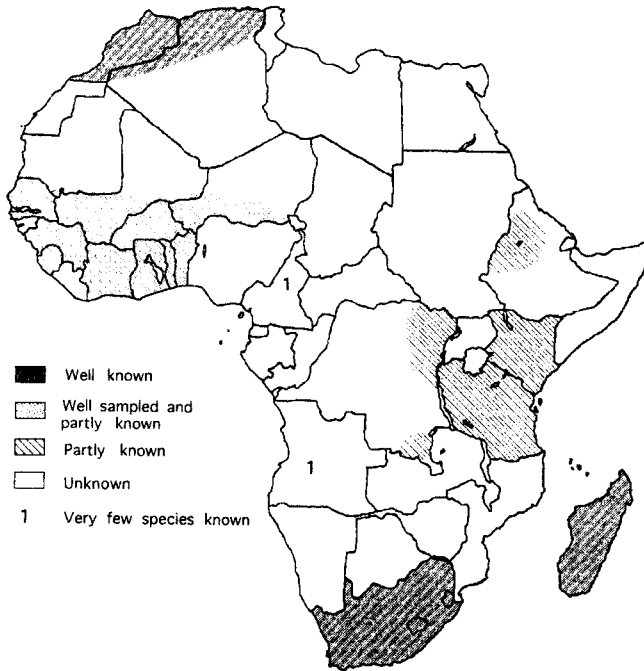 1
1
Well known
Well sampled and
partly known
Partly known
Unknown
1 Very few species known